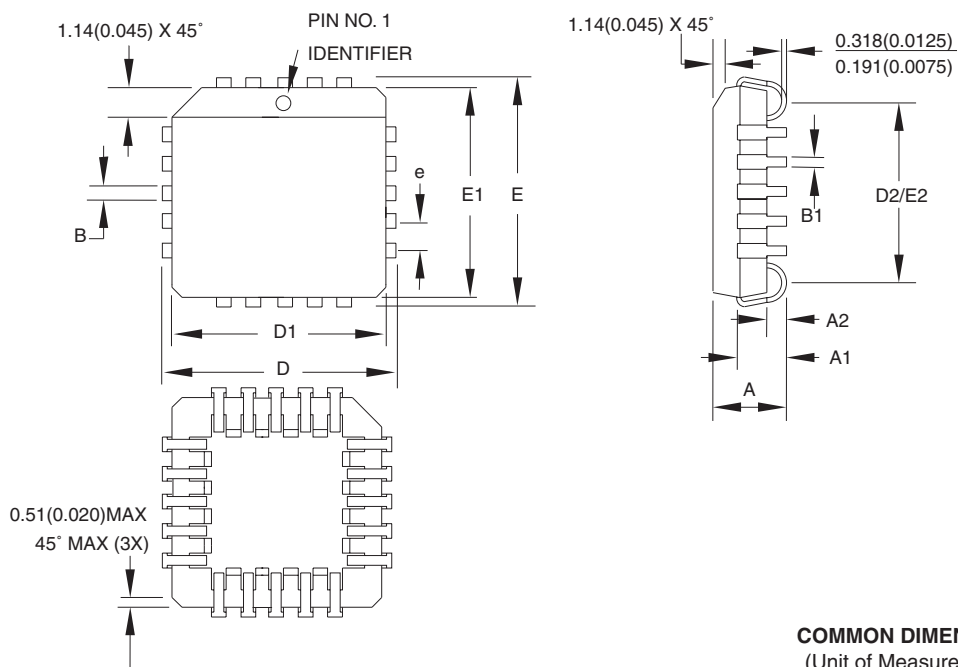 1.14(0.045) X 45˚
PIN NO. 1
IDENTIFIER
1.14(0.045) X 45˚
0.318(0.0125)
0.191(0.0075)
e
E1
E
D2/E2
B
B1
A2
D1
A1
D
A
0.51(0.020)MAX
45˚ MAX (3X)
COMMON DIMEN
(Unit of Measure